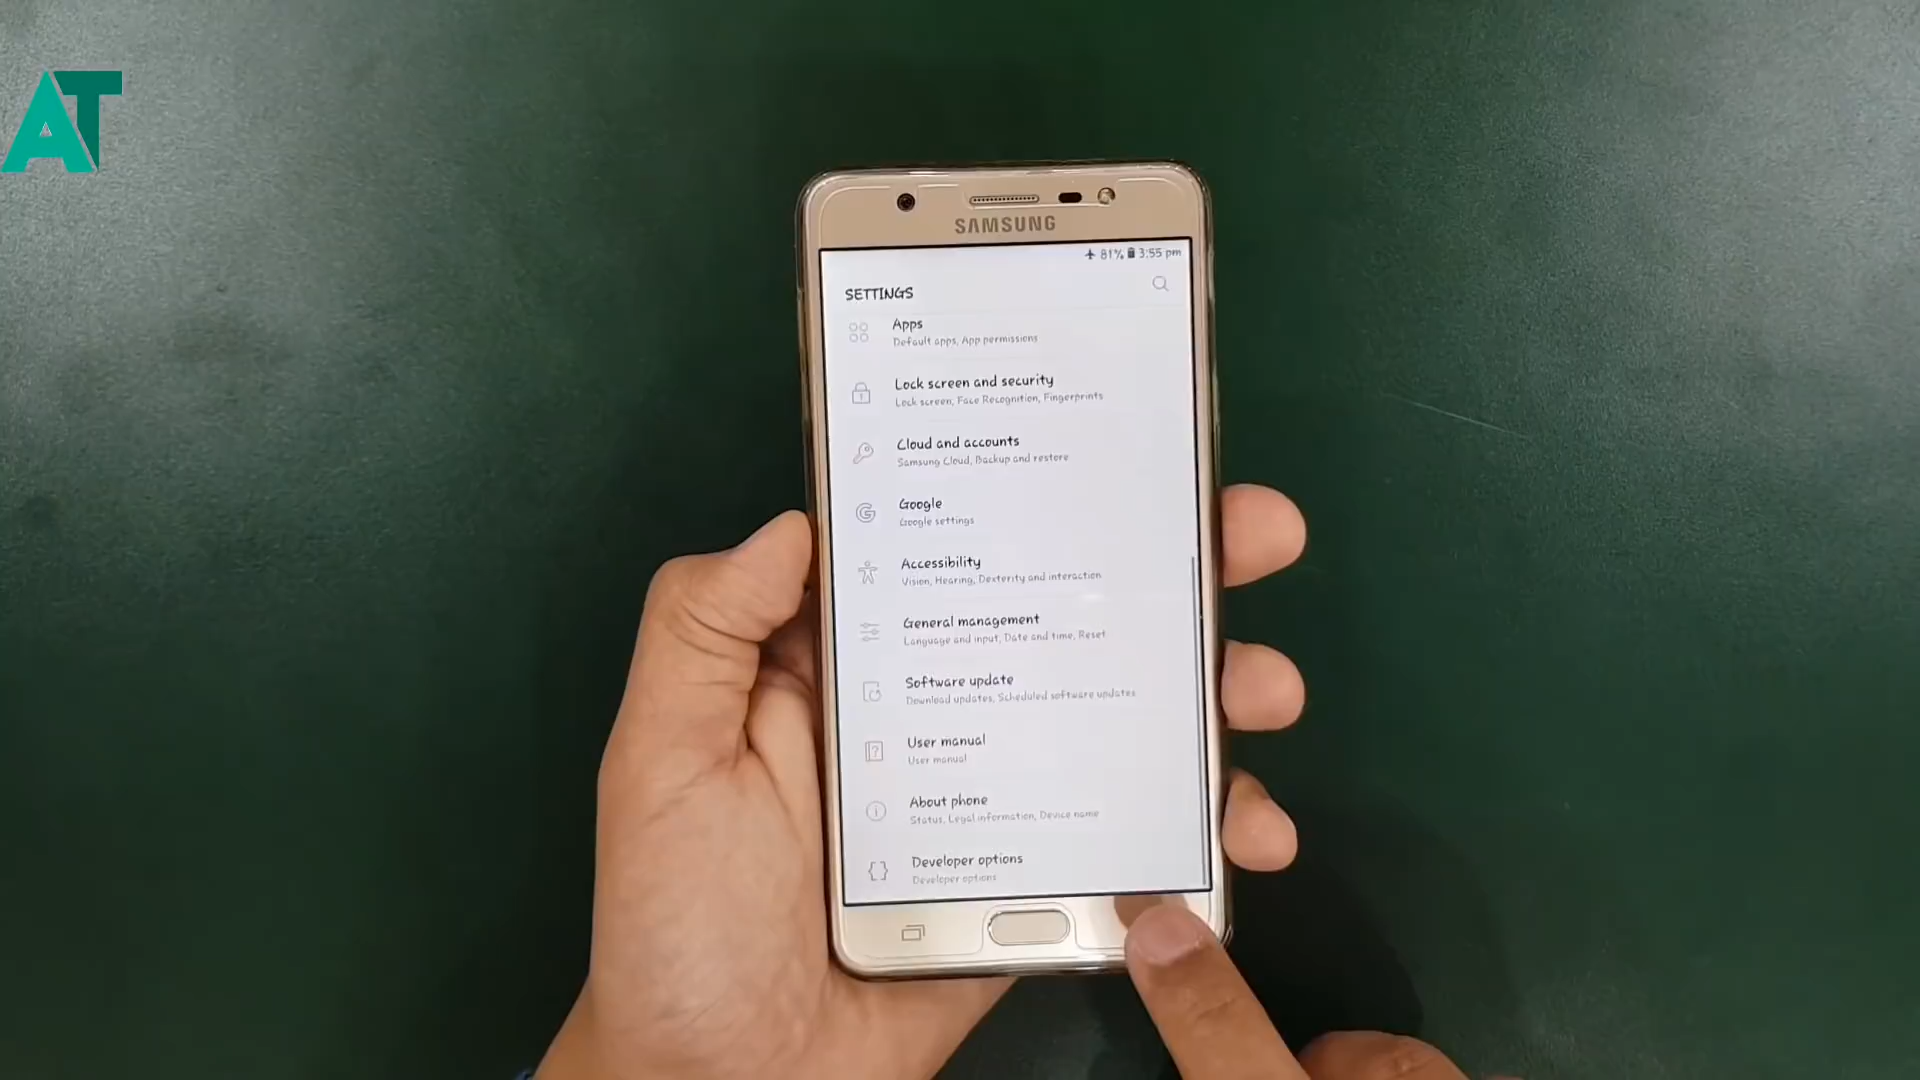 AT
SAMSUNG
81% 3:55 pm
SETTINGS
Apps
Default apps, App permissions
Lock screen and security
Lock screen, Face Recognition, Fingerprints
Cloud and accounts
Samsung Cloud, Backup and restore
Google
Google settings
Accessibility
Vision, Hearing, Dexterity and interaction
General management
Language and input, Date and time, Reset
Software update
Download updates, Scheduled software updates
User manual
User manual
About phone
Status, Legal information, Device name
Developer options
Developer options